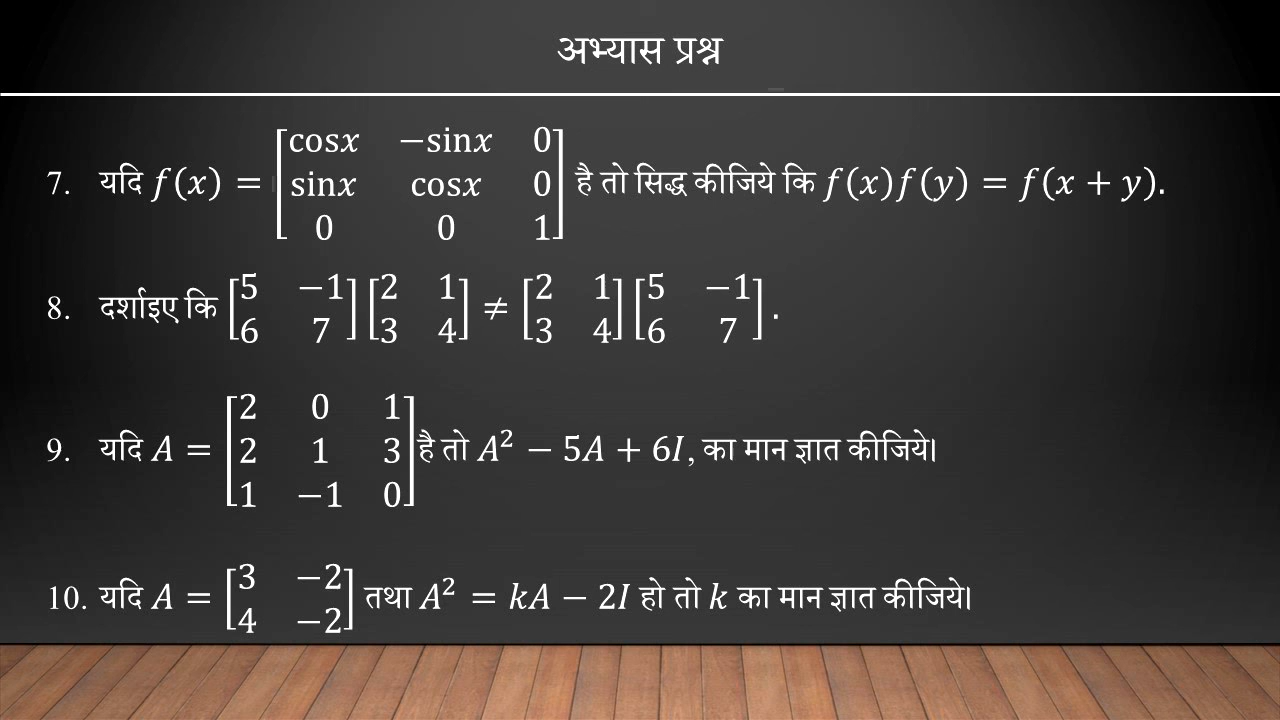 अभ्यास प्रश्न
7. यदि f(x) = [cosx −sinx 0
sinx cosx 0
0 0 1] है तो सिद्ध कीजिये कि f(x)f(y) = f(x + y).
8. दर्शाइए कि [5 −1
6 7] [2 1
3 4] ≠ [2 1
3 4] [5 −1
6 7] .
9. यदि A = [2 0 1
2 1 3
1 −1 0] है तो A² − 5A + 6I, का मान ज्ञात कीजिये।
10. यदि A = [3 −2
4 −2] तथा A² = kA − 2I हो तो k का मान ज्ञात कीजिये।